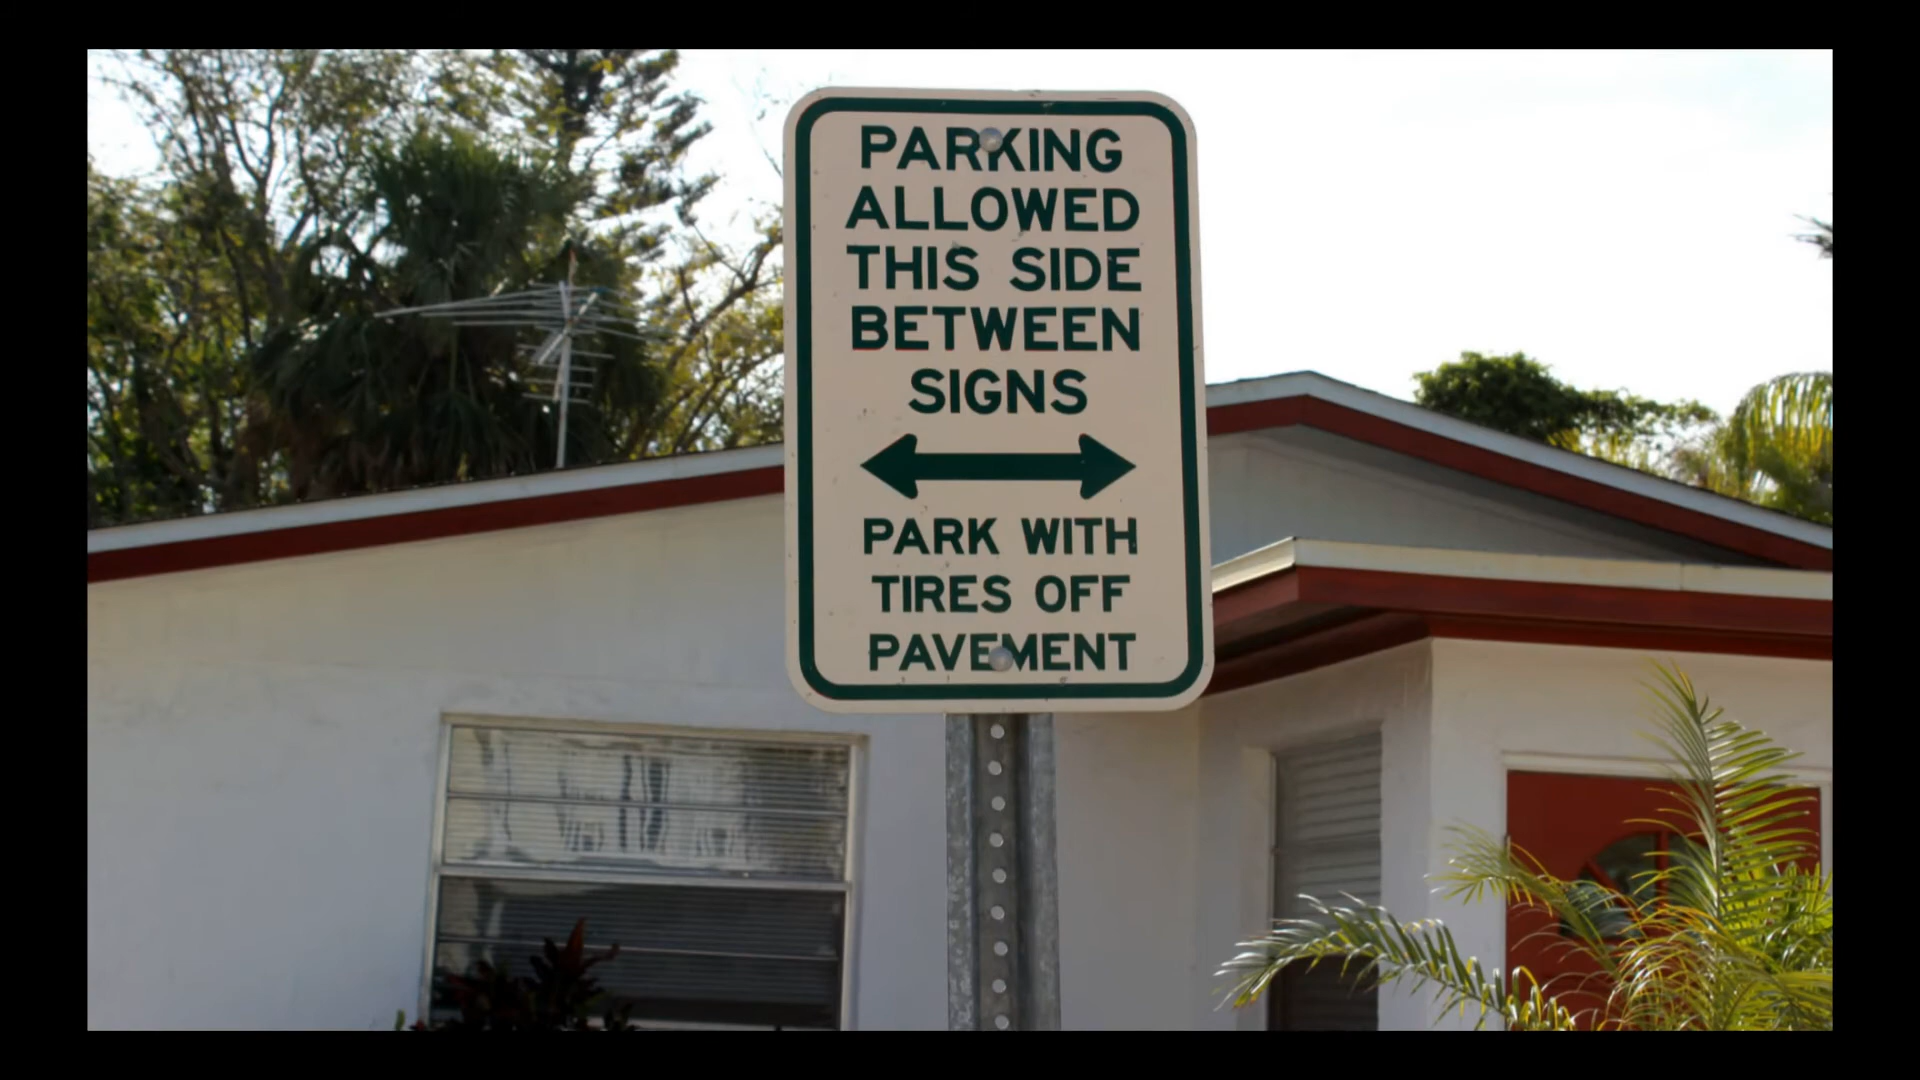 PARKING
ALLOWED
THIS SIDE
BETWEEN
SIGNS
PARK WITH
TIRES OFF
PAVEMENT